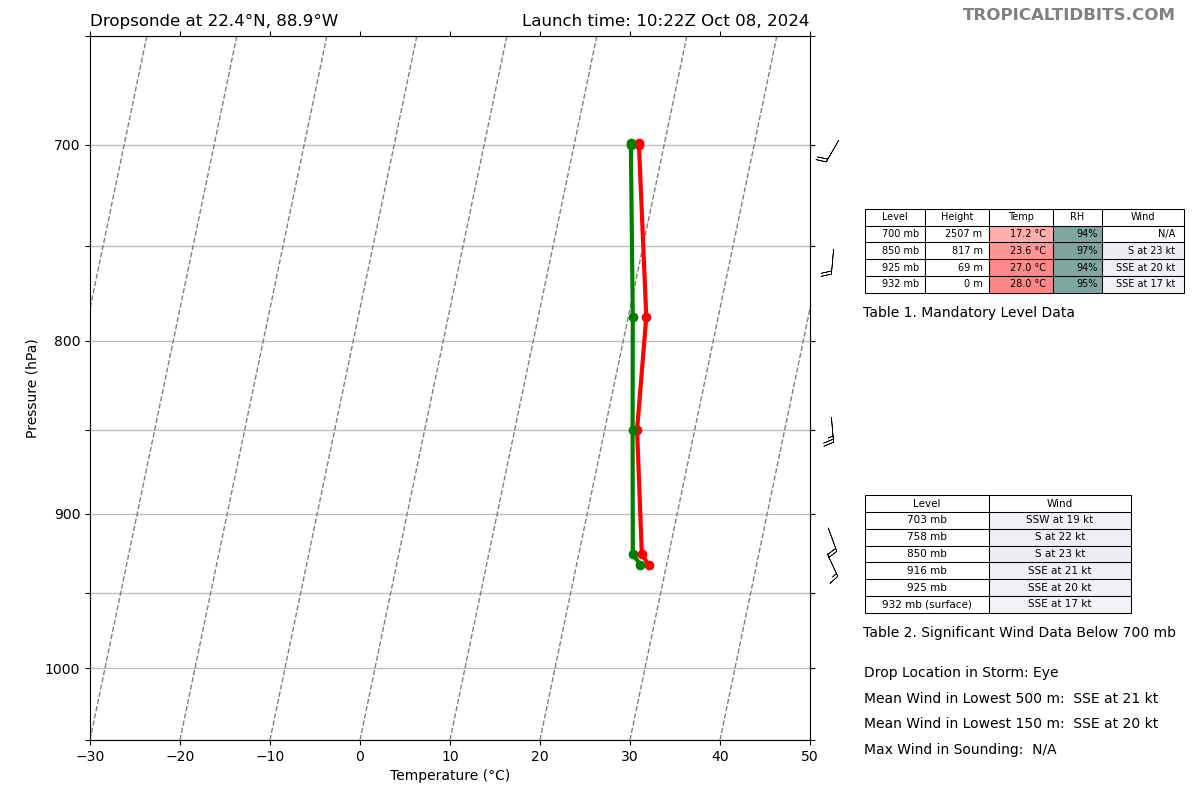 Dropsonde at 22.4°N, 88.9°W Launch time: 10:22Z Oct 08, 2024
TROPICALTIDBITS.COM
Pressure (hPa)
700
800
900
1000
−30 −20 −10 0 10 20 30 40 50
Temperature (°C)
Level Height Temp RH Wind
700 mb 2507 m 17.2 °C 94% N/A
850 mb 817 m 23.6 °C 97% S at 23 kt
925 mb 69 m 27.0 °C 94% SSE at 20 kt
932 mb 0 m 28.0 °C 95% SSE at 17 kt
Table 1. Mandatory Level Data
Level Wind
703 mb SSW at 19 kt
758 mb S at 22 kt
850 mb S at 23 kt
916 mb SSE at 21 kt
925 mb SSE at 20 kt
932 mb (surface) SSE at 17 kt
Table 2. Significant Wind Data Below 700 mb
Drop Location in Storm: Eye
Mean Wind in Lowest 500 m: SSE at 21 kt
Mean Wind in Lowest 150 m: SSE at 20 kt
Max Wind in Sounding: N/A